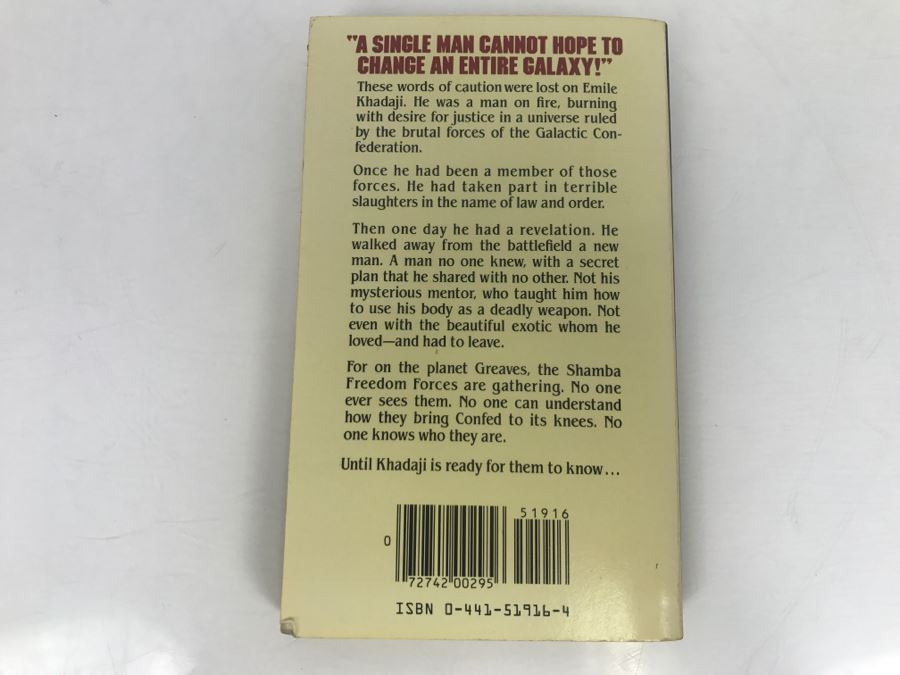 "A SINGLE MAN CANNOT HOPE TO
CHANGE AN ENTIRE GALAXY!"
These words of caution were lost on Emile
Khadaji. He was a man on fire, burning
with desire for justice in a universe ruled
by the brutal forces of the Galactic Con-
federation.
Once he had been a member of those
forces. He had taken part in terrible
slaughters in the name of law and order.
Then one day he had a revelation. He
walked away from the battlefield a new
man. A man no one knew, with a secret
plan that he shared with no other. Not his
mysterious mentor, who taught him how
to use his body as a deadly weapon. Not
even with the beautiful exotic whom he
loved—and had to leave.
For on the planet Greaves, the Shamba
Freedom Forces are gathering. No one
ever sees them. No one can understand
how they bring Confed to its knees. No
one knows who they are.
Until Khadaji is ready for them to know...
51916
0
72742 00295
ISBN 0-441-51916-4